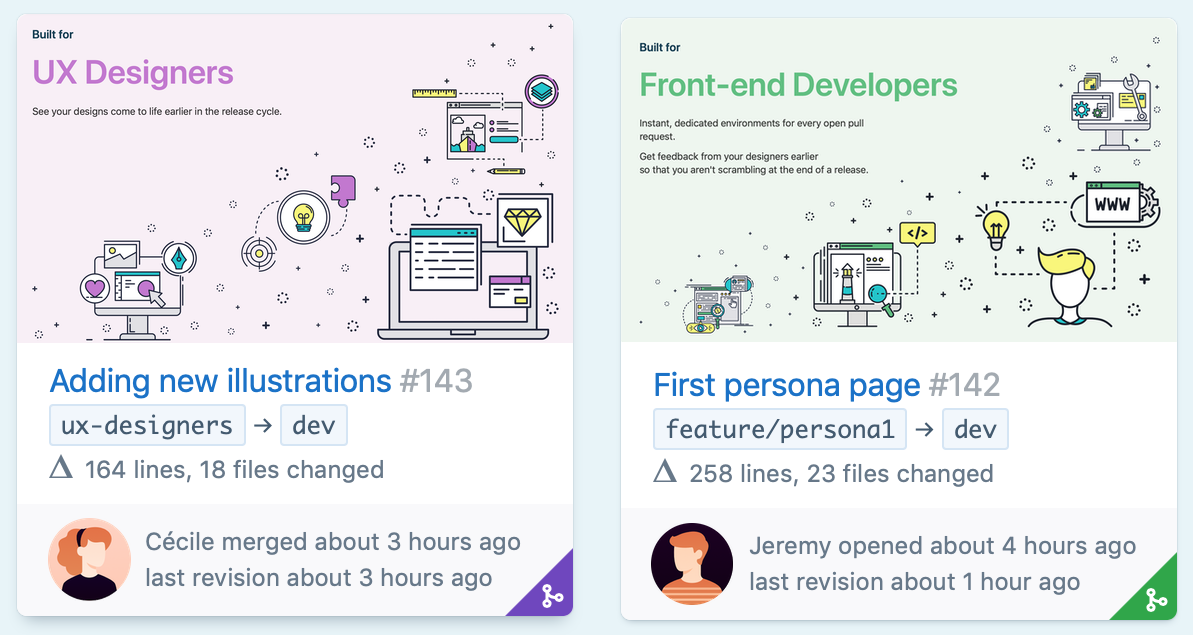 Built for
UX Designers
See your designs come to life earlier in the release cycle.
Adding new illustrations #143
ux-designers → dev
164 lines, 18 files changed
Cécile merged about 3 hours ago
last revision about 3 hours ago
Built for
Front-end Developers
Instant, dedicated environments for every open pull
request.
Get feedback from your designers earlier
so that you aren't scrambling at the end of a release.
</>
WWW
First persona page #142
feature/persona1 → dev
258 lines, 23 files changed
Jeremy opened about 4 hours ago
last revision about 1 hour ago